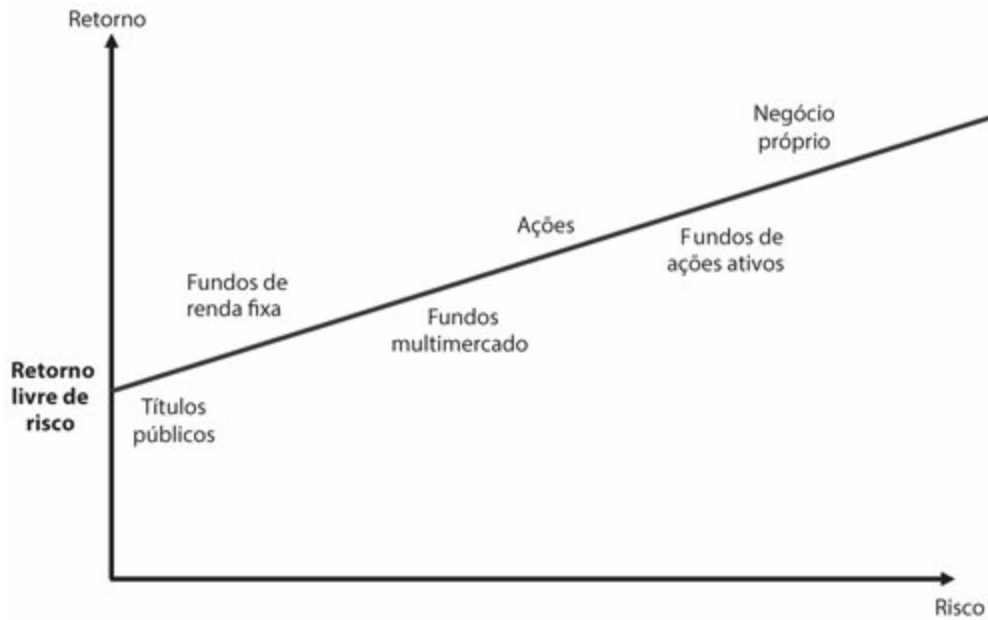 Retorno
Negócio
próprio
Ações
Fundos de
ações ativos
Fundos de
renda fixa
Fundos
multimercado
Retorno
livre de
risco
Títulos
públicos
Risco